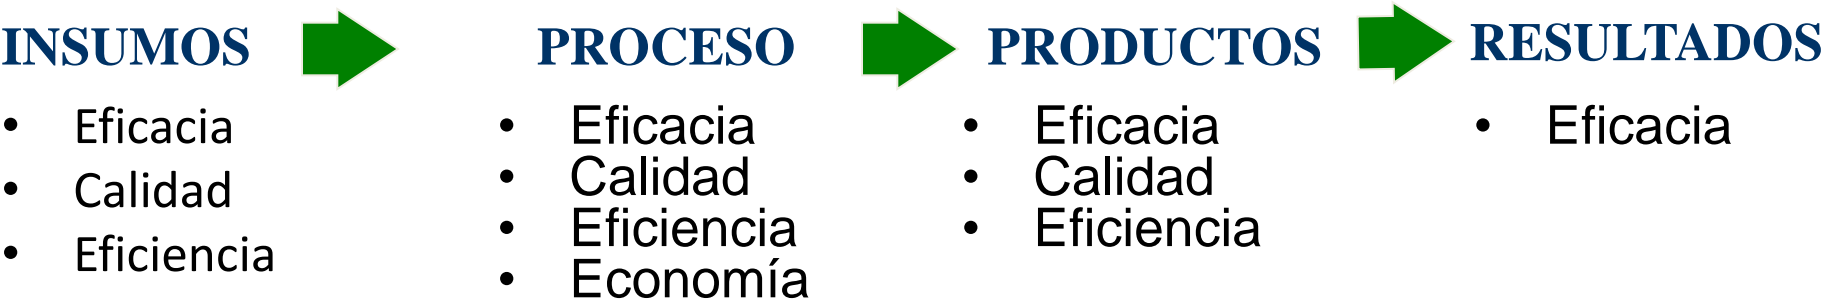 INSUMOS
• Eficacia
• Calidad
• Eficiencia
PROCESO
• Eficacia
• Calidad
• Eficiencia
• Economía
PRODUCTOS
• Eficacia
• Calidad
• Eficiencia
RESULTADOS
• Eficacia